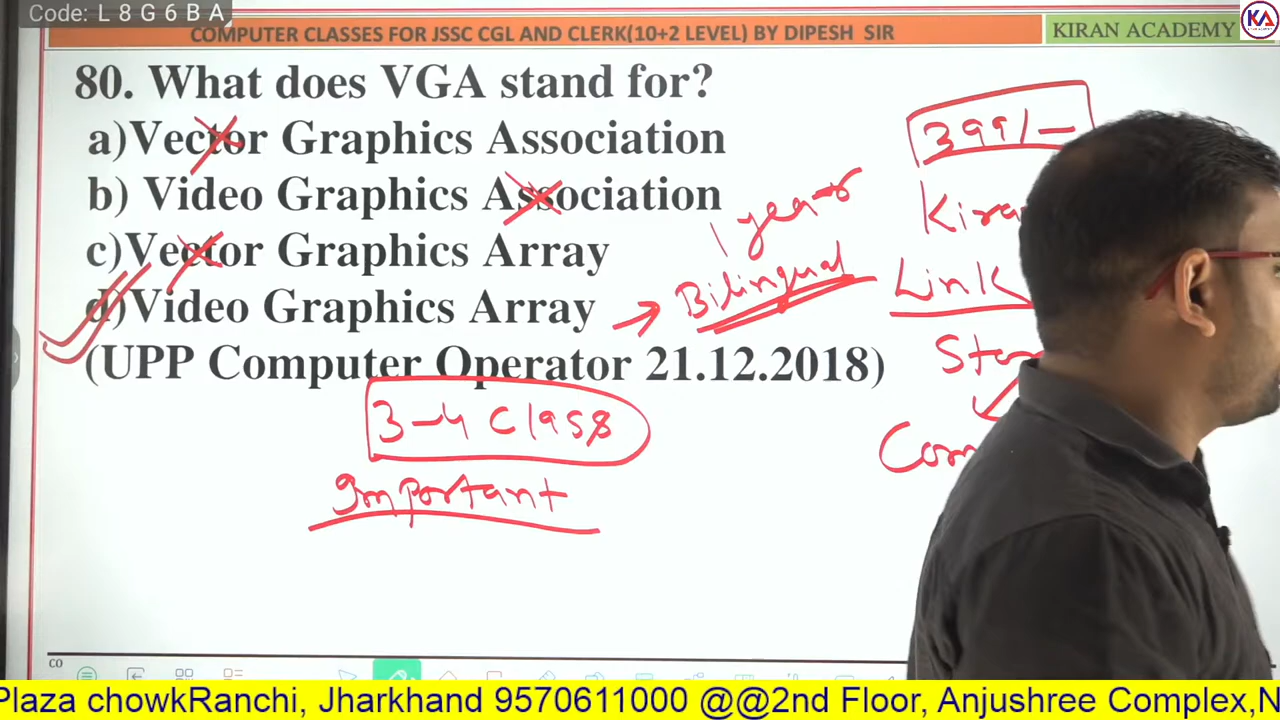 Code: L 8 G 6 B A
COMPUTER CLASSES FOR JSSC CGL AND CLERK(10+2 LEVEL) BY DIPESH SIR
KIRAN ACADEMY
KA
80. What does VGA stand for?
a)Vector Graphics Association
b) Video Graphics Association
c)Vector Graphics Array
d)Video Graphics Array
(UPP Computer Operator 21.12.2018)
399/-
1 year
Bilingual
Link
3-4 Class
Important
CO
Plaza chowkRanchi, Jharkhand 9570611000 @@2nd Floor, Anjushree Complex,N